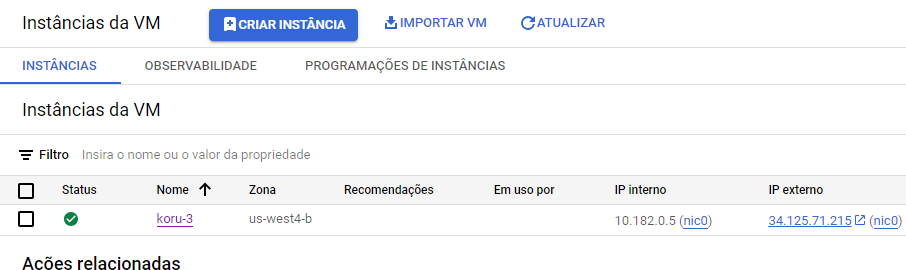 Instâncias da VM CRIAR INSTÂNCIA IMPORTAR VM ATUALIZAR
INSTÂNCIAS OBSERVABILIDADE PROGRAMAÇÕES DE INSTÂNCIAS
Instâncias da VM
Filtro Insira o nome ou o valor da propriedade
Status Nome Zona Recomendações Em uso por IP interno IP externo
koru-3 us-west4-b 10.182.0.5 (nic0) 34.125.71.215 (nic0)
Ações relacionadas